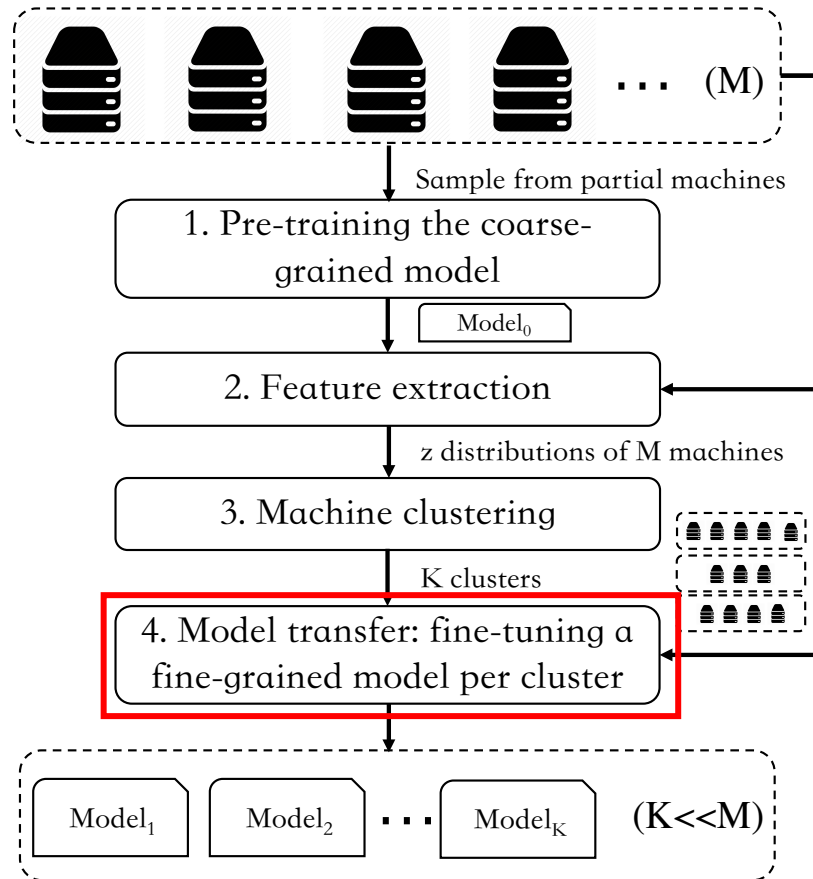 ··· (M)
Sample from partial machines
1. Pre-training the coarse-
grained model
Model₀
2. Feature extraction
z distributions of M machines
3. Machine clustering
K clusters
4. Model transfer: fine-tuning a
fine-grained model per cluster
Model₁ Model₂ ··· Model_K (K<<M)